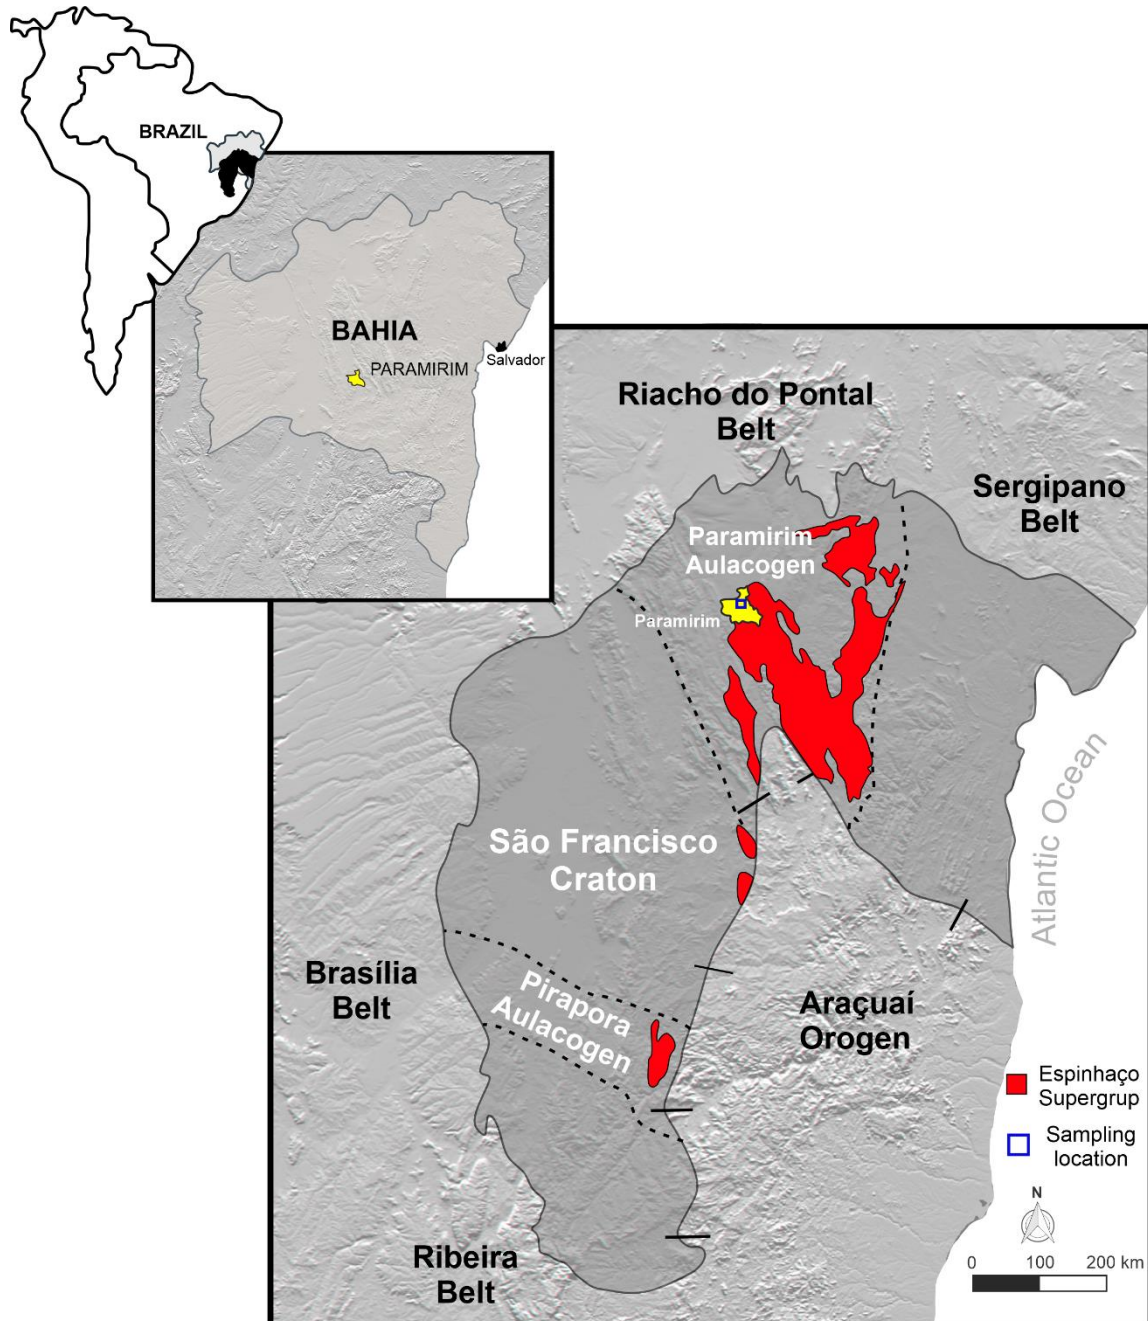 BRAZIL
BAHIA
PARAMIRIM
Salvador
Riacho do Pontal
Belt
Sergipano
Belt
Paramirim
Aulacogen
Paramirim
São Francisco
Craton
Atlantic Ocean
Brasília
Belt
Pirapora
Aulacogen
Araçuaí
Orogen
Espinhaço
Supergrup
Sampling
location
N
0 100 200 km
Ribeira
Belt